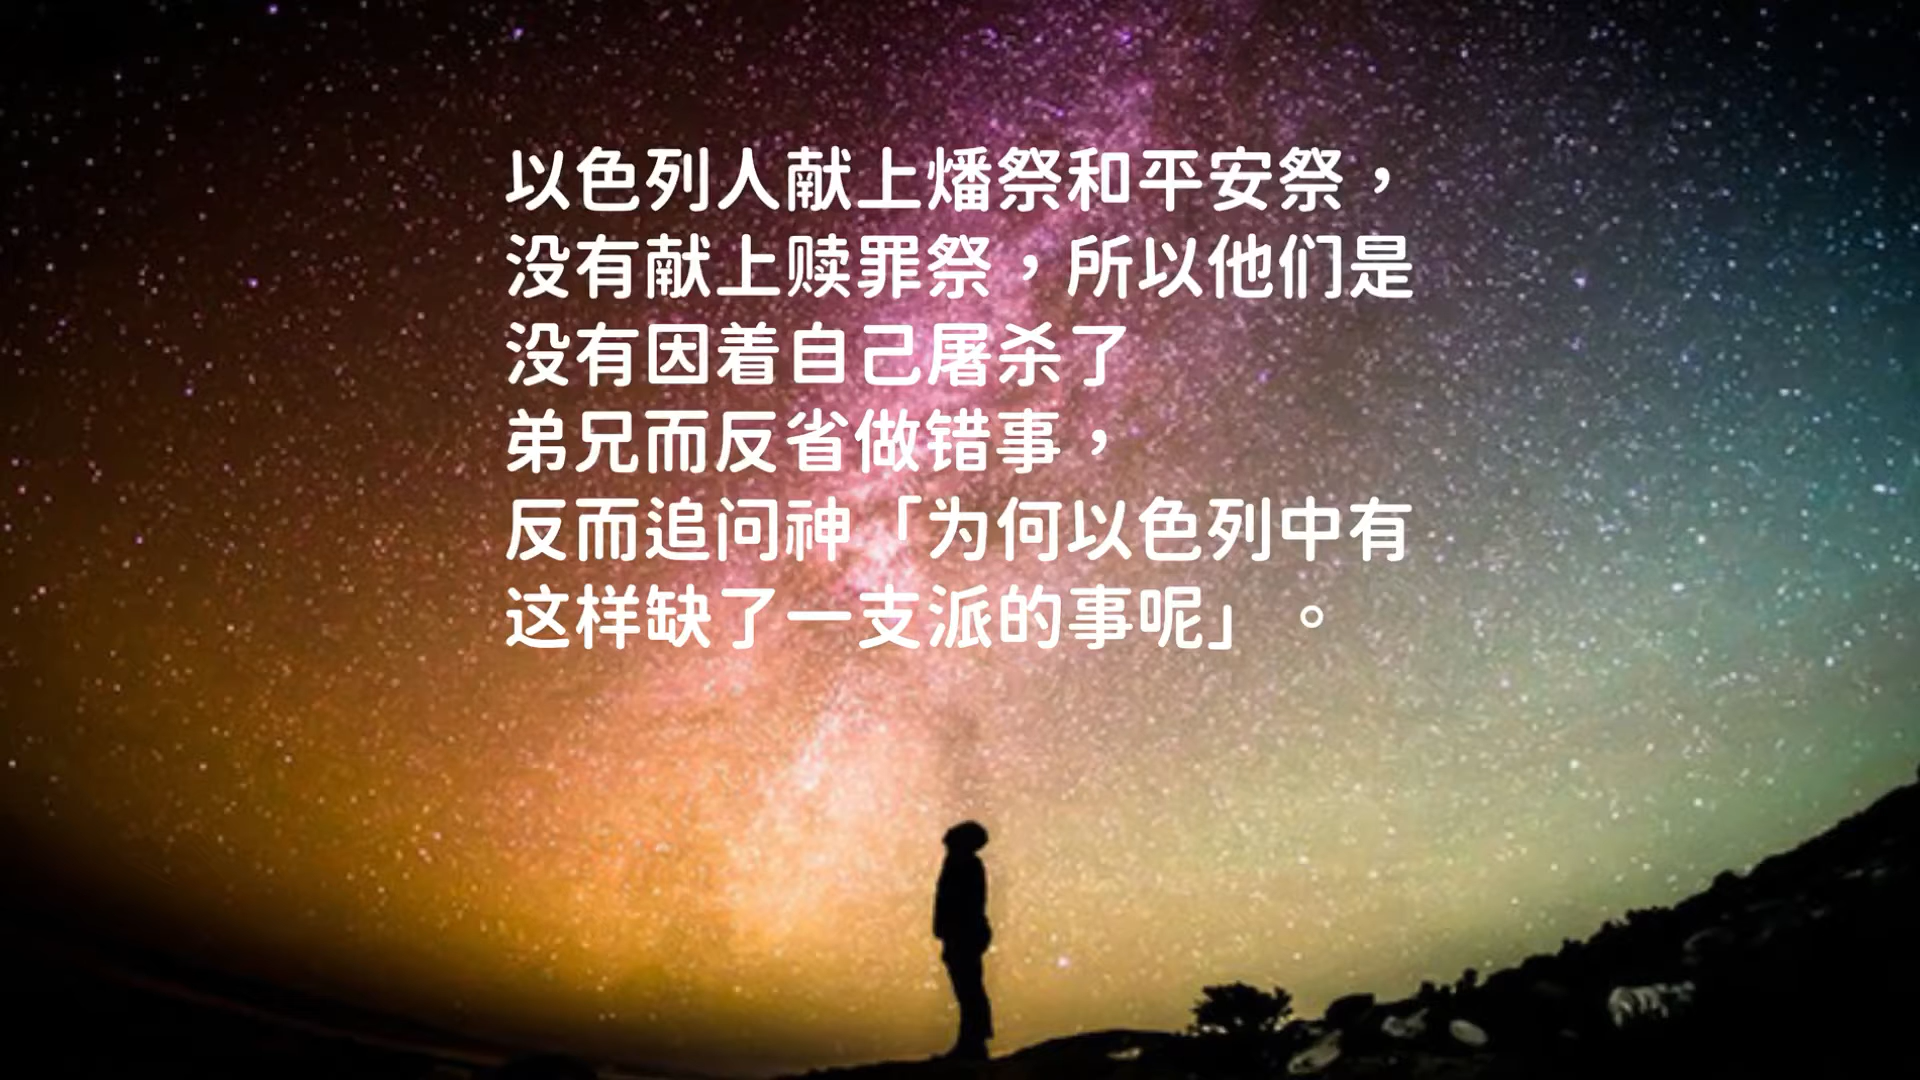 以色列人献上燔祭和平安祭，
没有献上赎罪祭，所以他们是
没有因着自己屠杀了
弟兄而反省做错事，
反而追问神「为何以色列中有
这样缺了一支派的事呢」。